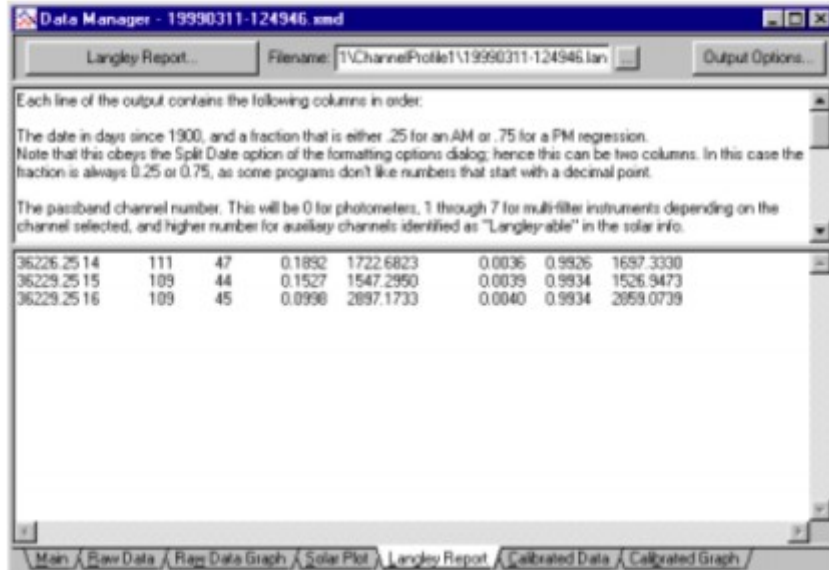 Data Manager - 19990311-124946.xmd
Langley Report... Filename: 1\ChannelProfile1\19990311-124946.lan ... Output Options...
Each line of the output contains the following columns in order:
The date in days since 1900, and a fraction that is either .25 for an AM or .75 for a PM regression.
Note that this obeys the Split Date option of the formatting options dialog; hence this can be two columns. In this case the
fraction is always 0.25 or 0.75, as some programs don't like numbers that start with a decimal point.
The passband channel number. This will be 0 for photometers, 1 through 7 for multi-filter instruments depending on the
channel selected, and higher number for auxiliary channels identified as "Langley-able" in the solar info.
36226.25 14 111 47 0.1892 1722.6823 0.0036 0.9926 1697.3330
36229.25 15 109 44 0.1527 1547.2950 0.0039 0.9934 1526.9473
36229.25 16 109 45 0.0998 2897.1733 0.0040 0.9934 2859.0739
Main Raw Data Raw Data Graph Solar Plot Langley Report Calibrated Data Calibrated Graph